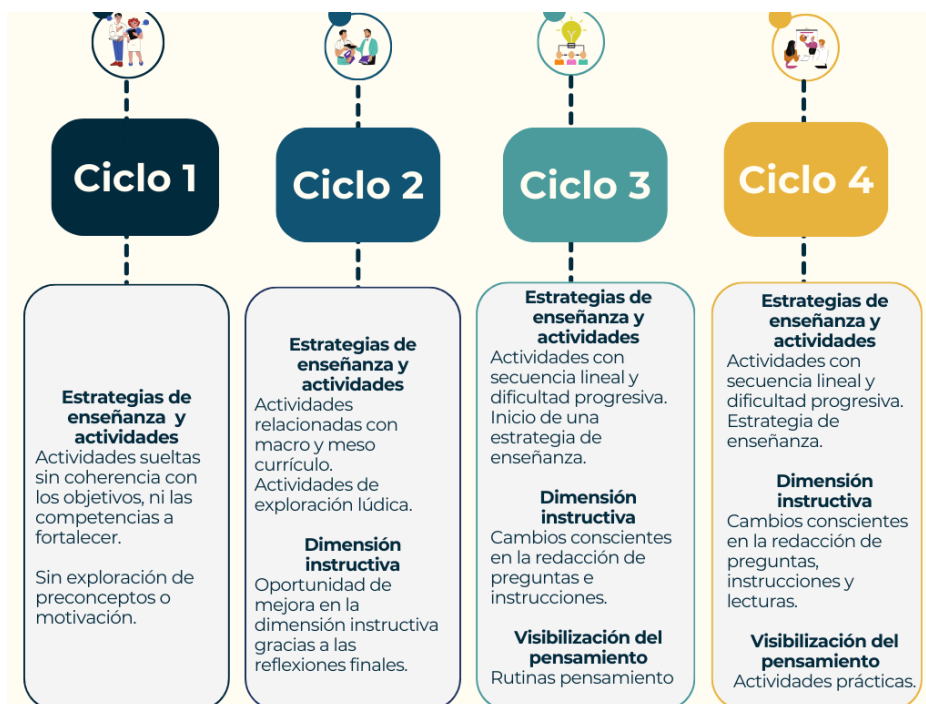 Ciclo 1
Estrategias de
enseñanza y
actividades
Actividades sueltas
sin coherencia con
los objetivos, ni las
competencias a
fortalecer.
Sin exploración de
preconceptos o
motivación.
Ciclo 2
Estrategias de
enseñanza y
actividades
Actividades
relacionadas con
macro y meso
currículo.
Actividades de
exploración lúdica.
Dimensión
instructiva
Oportunidad de
mejora en la
dimensión instructiva
gracias a las
reflexiones finales.
Ciclo 3
Estrategias de
enseñanza y
actividades
Actividades con
secuencia lineal y
dificultad progresiva.
Inicio de una
estrategia de
enseñanza.
Dimensión
instructiva
Cambios conscientes
en la redacción de
preguntas e
instrucciones.
Visibilización del
pensamiento
Rutinas pensamiento
Ciclo 4
Estrategias de
enseñanza y
actividades
Actividades con
secuencia lineal y
dificultad progresiva.
Estrategia de
enseñanza.
Dimensión
instructiva
Cambios conscientes
en la redacción de
preguntas,
instrucciones y
lecturas.
Visibilización del
pensamiento
Actividades prácticas.